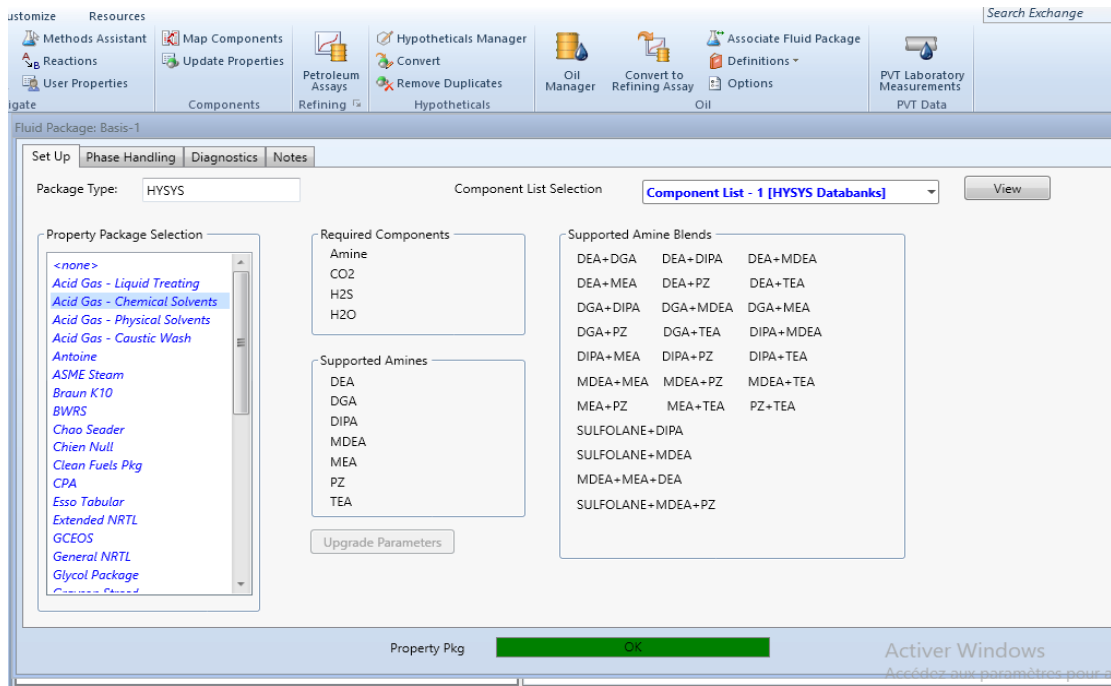 ustomize Resources
Search Exchange
Methods Assistant
Reactions
User Properties
igate
Map Components
Update Properties
Components
Petroleum
Assays
Refining
Hypotheticals Manager
Convert
Remove Duplicates
Hypotheticals
Oil
Manager
Convert to
Refining Assay
Associate Fluid Package
Definitions
Options
Oil
PVT Laboratory
Measurements
PVT Data
Fluid Package: Basis-1
Set Up Phase Handling Diagnostics Notes
Package Type: HYSYS Component List Selection Component List - 1 [HYSYS Databanks] View
Property Package Selection
<none>
Acid Gas - Liquid Treating
Acid Gas - Chemical Solvents
Acid Gas - Physical Solvents
Acid Gas - Caustic Wash
Antoine
ASME Steam
Braun K10
BWRS
Chao Seader
Chien Null
Clean Fuels Pkg
CPA
Esso Tabular
Extended NRTL
GCEOS
General NRTL
Glycol Package
Grayson Streed
Required Components
Amine
CO2
H2S
H2O
Supported Amines
DEA
DGA
DIPA
MDEA
MEA
PZ
TEA
Upgrade Parameters
Supported Amine Blends
DEA+DGA DEA+DIPA DEA+MDEA
DEA+MEA DEA+PZ DEA+TEA
DGA+DIPA DGA+MDEA DGA+MEA
DGA+PZ DGA+TEA DIPA+MDEA
DIPA+MEA DIPA+PZ DIPA+TEA
MDEA+MEA MDEA+PZ MDEA+TEA
MEA+PZ MEA+TEA PZ+TEA
SULFOLANE+DIPA
SULFOLANE+MDEA
MDEA+MEA+DEA
SULFOLANE+MDEA+PZ
Property Pkg OK
Activer Windows
Accédez aux paramètres pour a